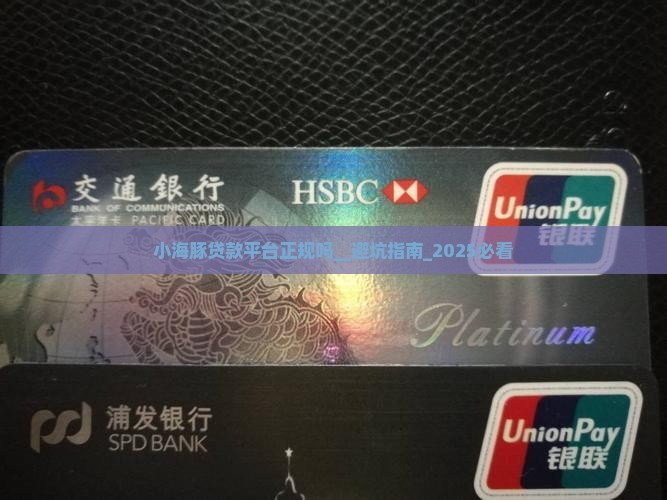 交通銀行
BANK OF COMMUNICATIONS
太平洋卡 PACIFIC CARD
HSBC
UnionPay
银联
小海豚贷款平台正规吗__避坑指南_2025必看
Platinum
浦发银行
SPD BANK
UnionPay
银联